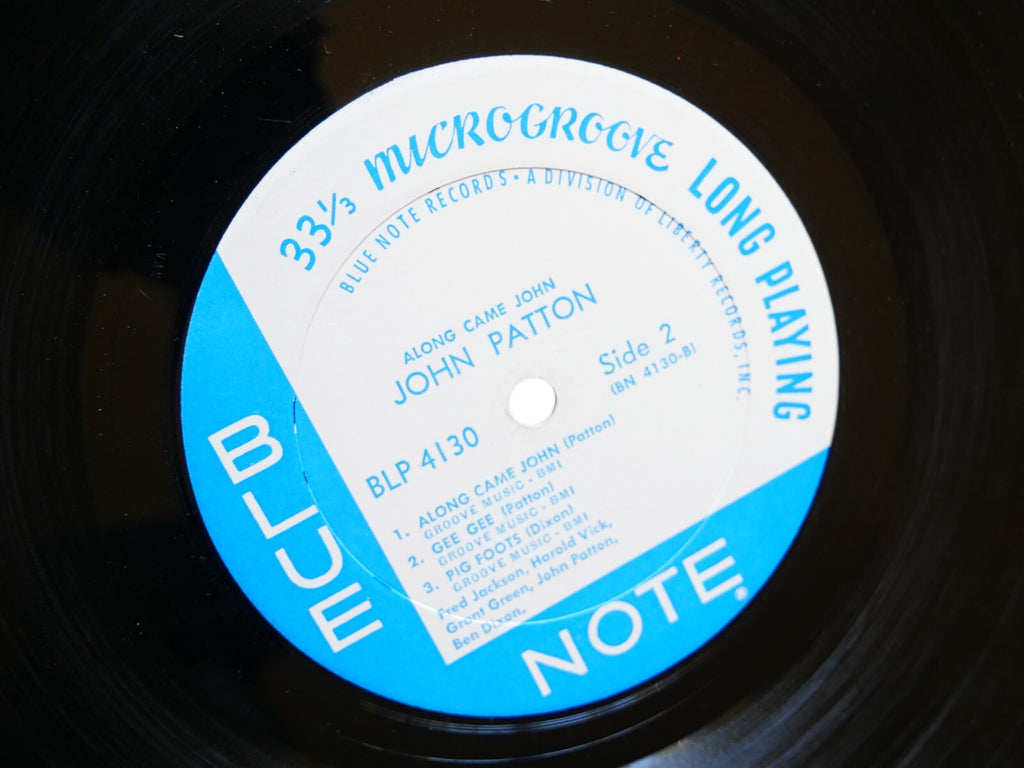 33 1/3 MICROGROOVE LONG PLAYING
BLUE NOTE RECORDS • A DIVISION OF LIBERTY RECORDS, INC.
ALONG CAME JOHN
JOHN PATTON
Side 2
(BN 4130-B)
BLP 4130
1. ALONG CAME JOHN (Patton)
GROOVE MUSIC - BMI
2. GEE GEE (Patton)
GROOVE MUSIC - BMI
3. PIG FOOTS (Dixon)
GROOVE MUSIC - BMI
Fred Jackson, Harold Vick,
Grant Green, John Patton,
Ben Dixon.
BLUE
NOTE